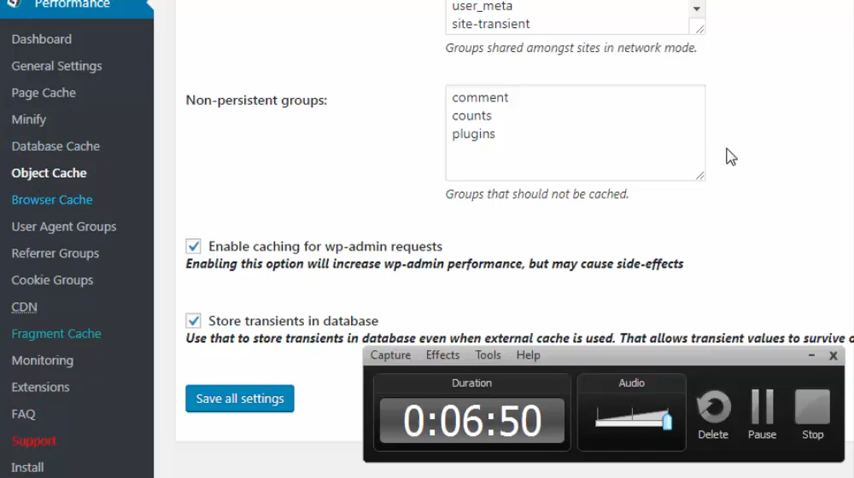 Performance
Dashboard
General Settings
Page Cache
Minify
Database Cache
Object Cache
Browser Cache
User Agent Groups
Referrer Groups
Cookie Groups
CDN
Fragment Cache
Monitoring
Extensions
FAQ
Support
Install
user_meta
site-transient
Groups shared amongst sites in network mode.
Non-persistent groups:
comment
counts
plugins
Groups that should not be cached.
Enable caching for wp-admin requests
Enabling this option will increase wp-admin performance, but may cause side-effects
Store transients in database
Use that to store transients in database even when external cache is used. That allows transient values to survive
Save all settings
Capture Effects Tools Help
Duration
0:06:50
Audio
Delete
Pause
Stop